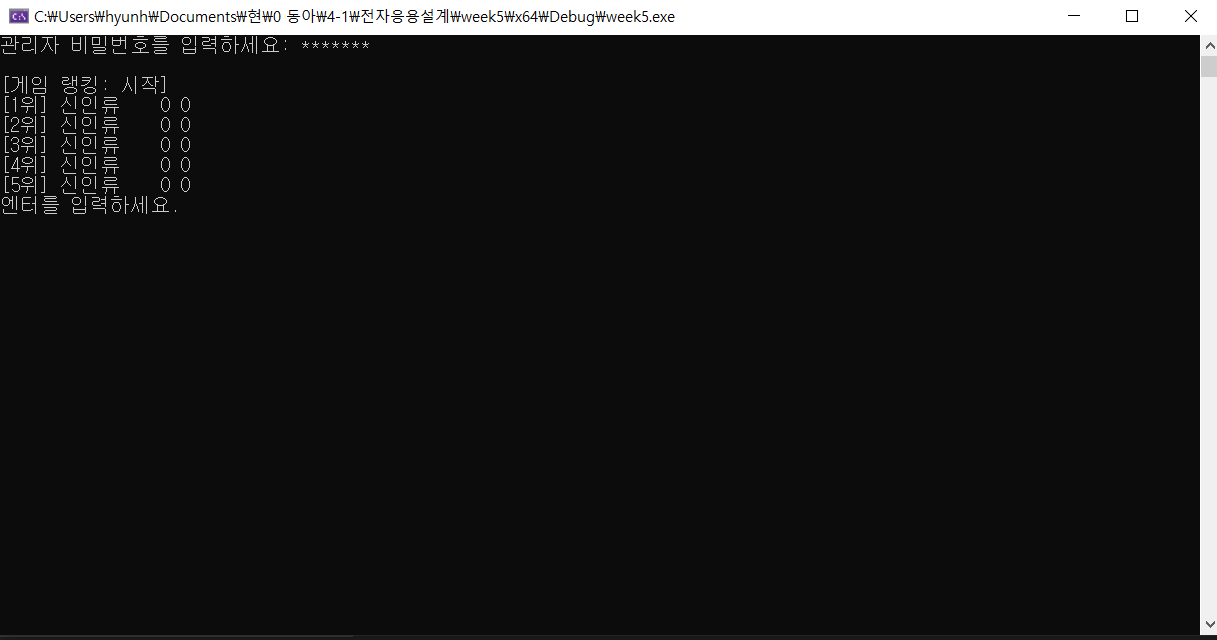 C:\Users\hyunh\Documents\현\0 동아\4-1\전자응용설계\week5\x64\Debug\week5.exe
관리자 비밀번호를 입력하세요: *******
[게임 랭킹: 시작]
[1위] 신인류    0 0
[2위] 신인류    0 0
[3위] 신인류    0 0
[4위] 신인류    0 0
[5위] 신인류    0 0
엔터를 입력하세요.